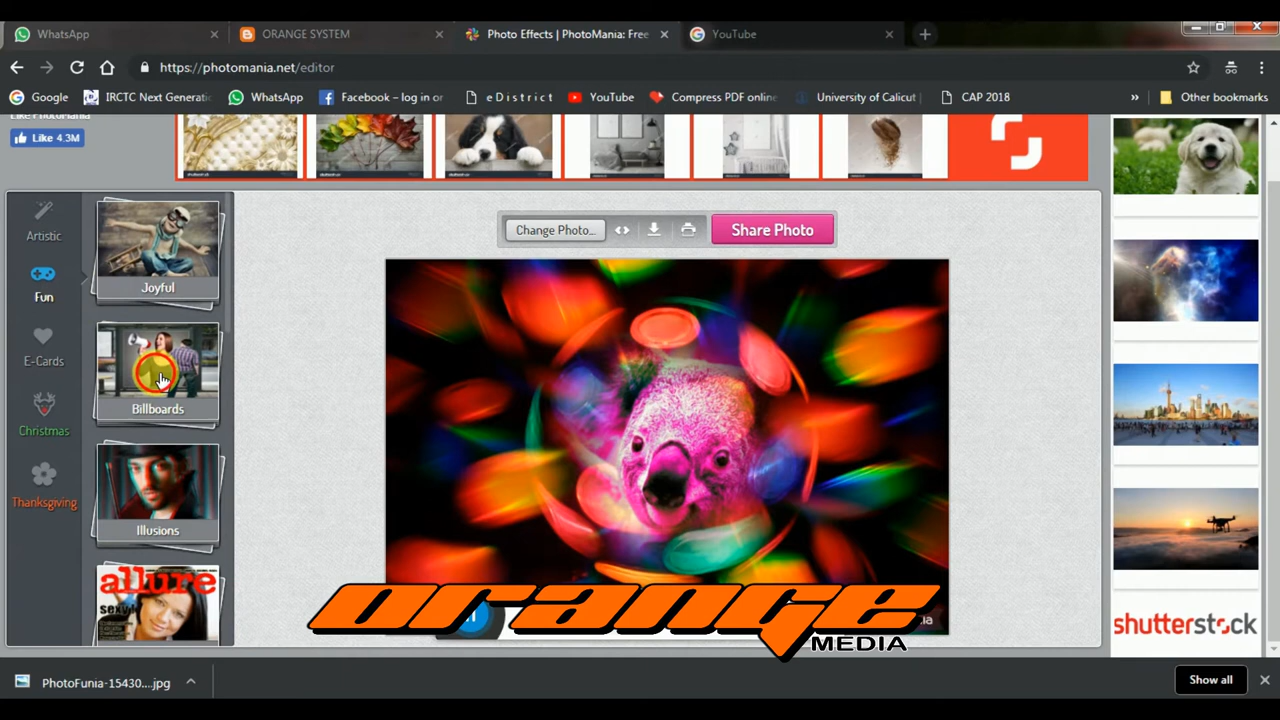 WhatsApp
ORANGE SYSTEM
Photo Effects | PhotoMania: Free
YouTube
https://photomania.net/editor
Google
IRCTC Next Generati
WhatsApp
Facebook – log in or
e D i s t r i c t
YouTube
Compress PDF online
University of Calicut
CAP 2018
»
Other bookmarks
Like PhotoMania
Like 4.3M
Artistic
Fun
E-Cards
Christmas
Thanksgiving
Joyful
Billboards
Illusions
allure
Change Photo...
Share Photo
orange
MEDIA
shutterstock
PhotoFunia-15430....jpg
Show all